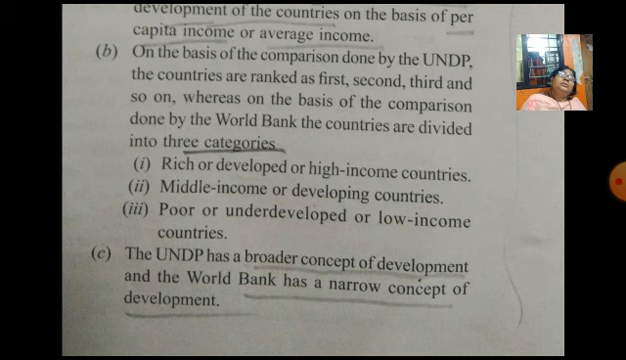 development of the countries on the basis of per
capita income or average income.
(b) On the basis of the comparison done by the UNDP,
the countries are ranked as first, second, third and
so on, whereas on the basis of the comparison
done by the World Bank the countries are divided
into three categories
(i) Rich or developed or high-income countries.
(ii) Middle-income or developing countries.
(iii) Poor or underdeveloped or low-income
countries.
(c) The UNDP has a broader concept of development
and the World Bank has a narrow concept of
development.